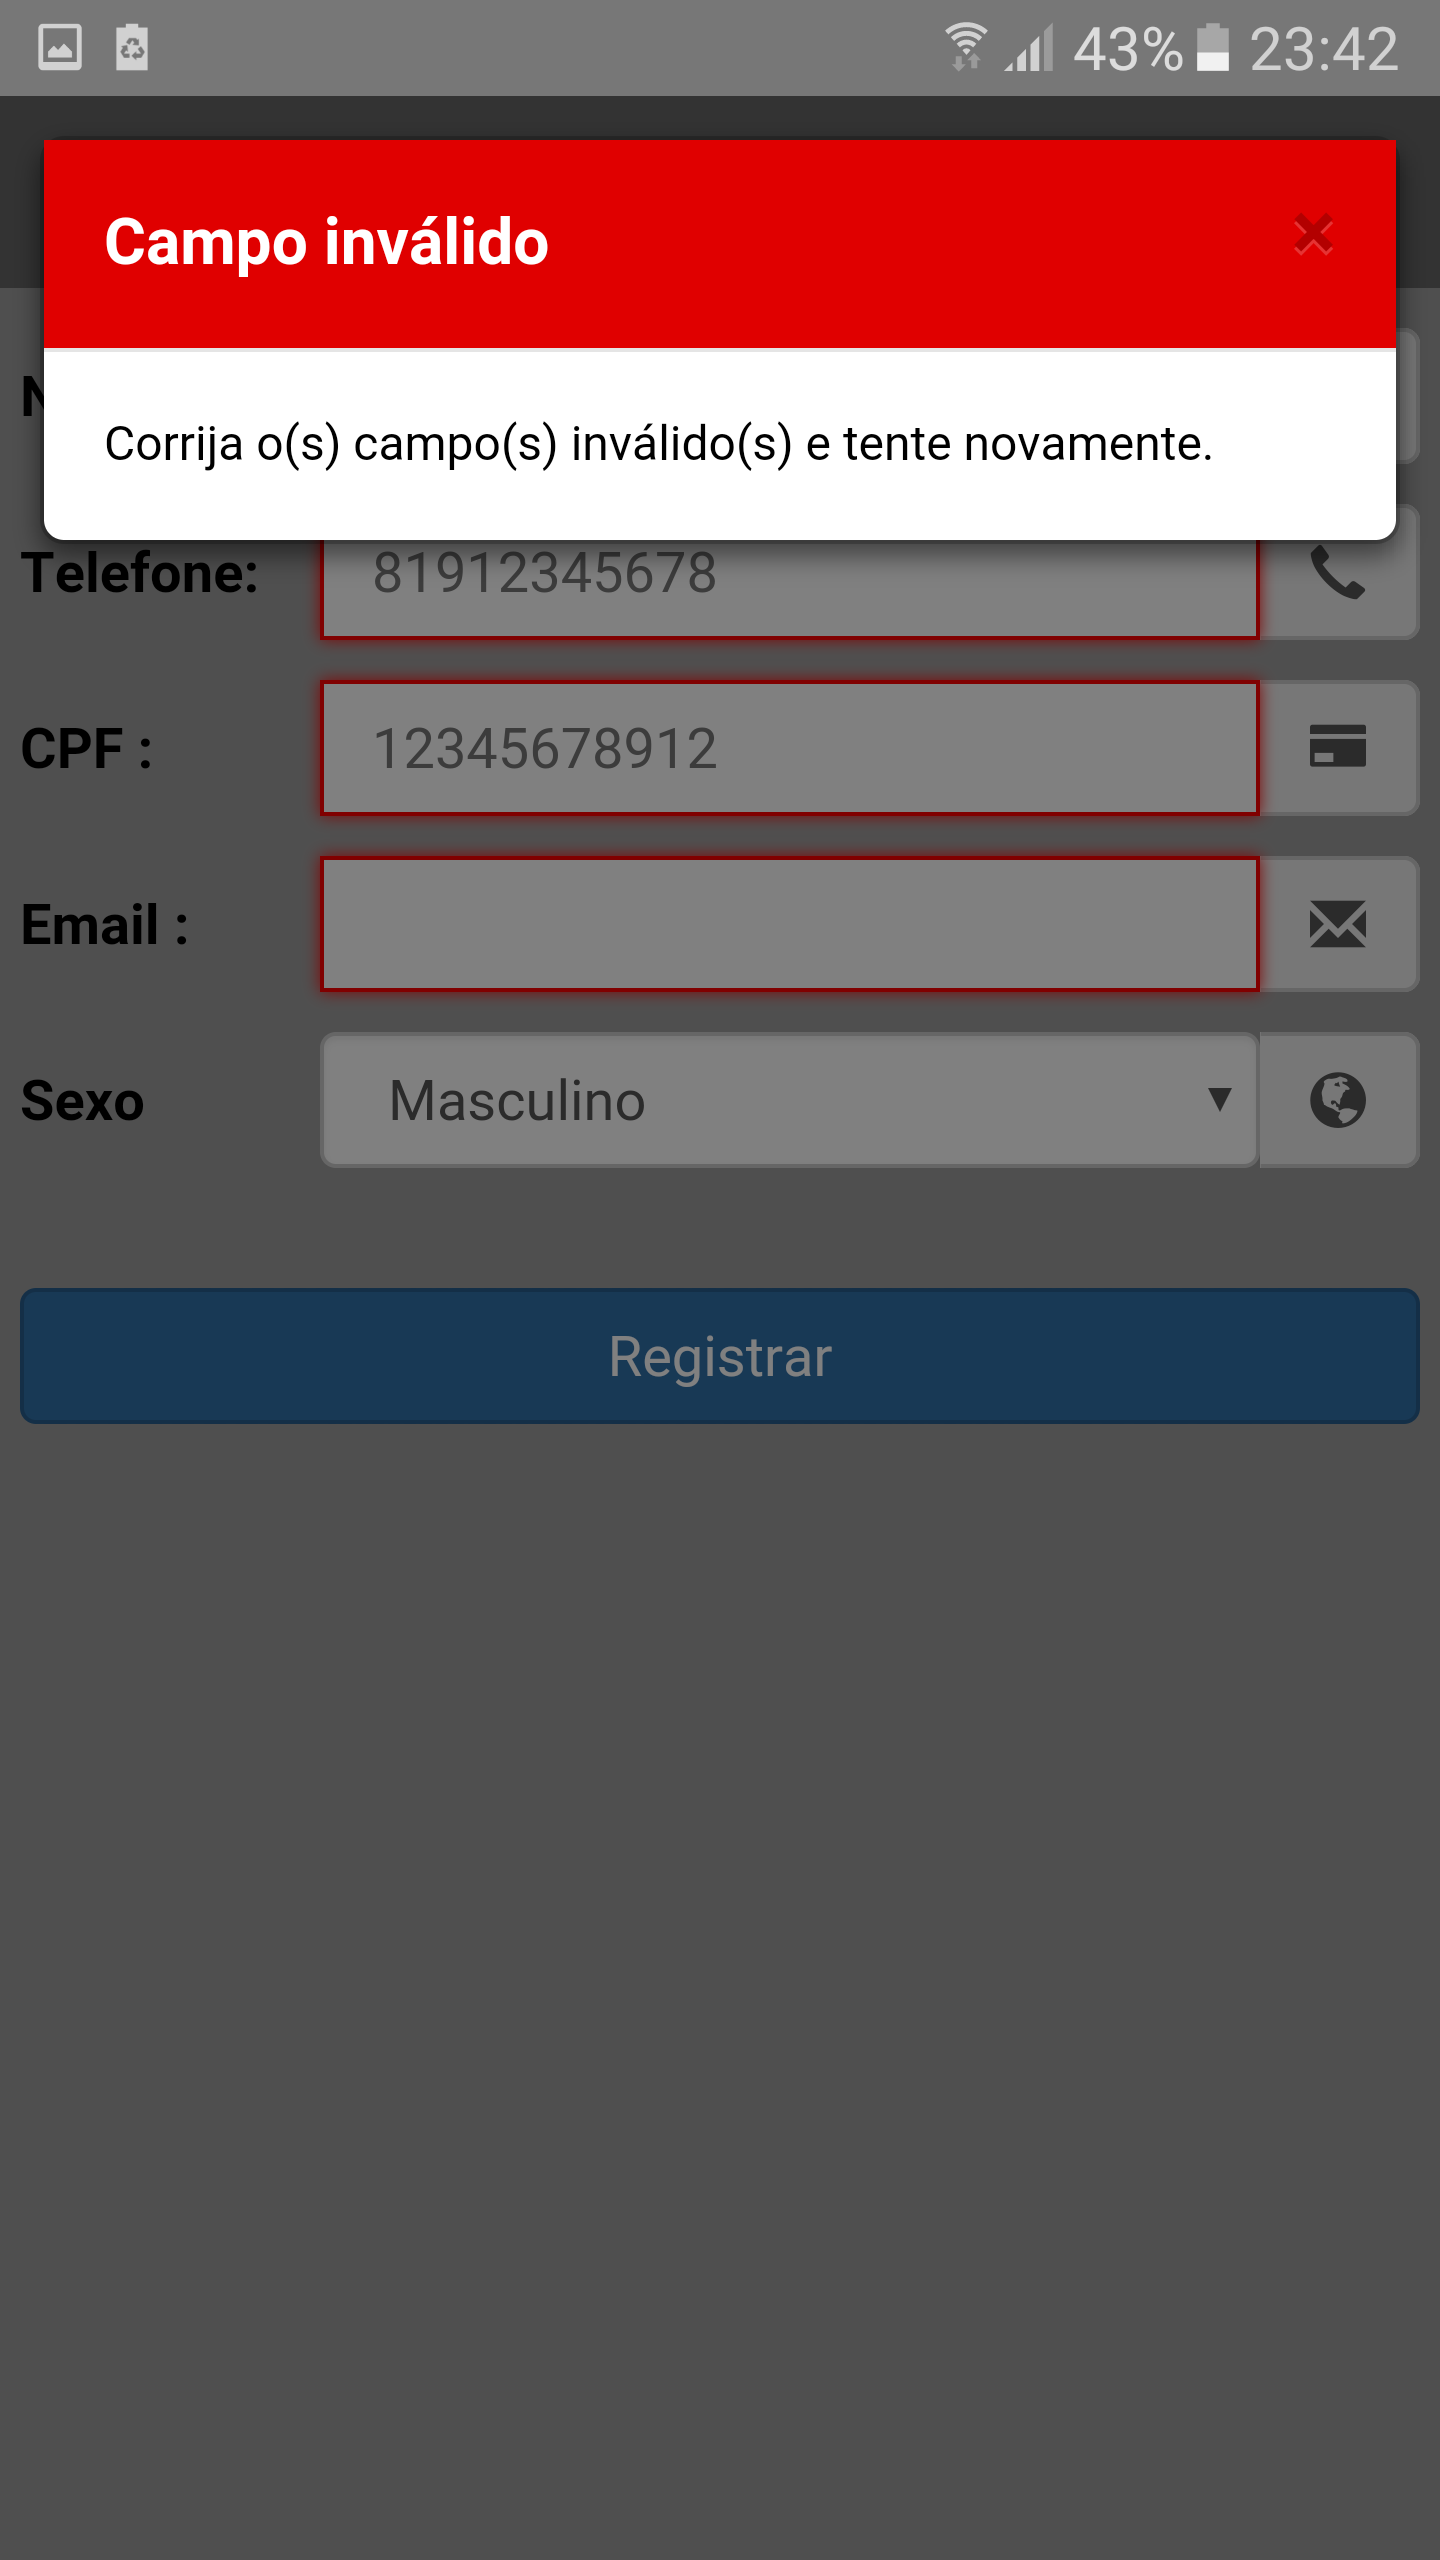 43% 23:42
Campo inválido
Corrija o(s) campo(s) inválido(s) e tente novamente.
Telefone: 81912345678
CPF : 12345678912
Email :
Sexo Masculino
Registrar